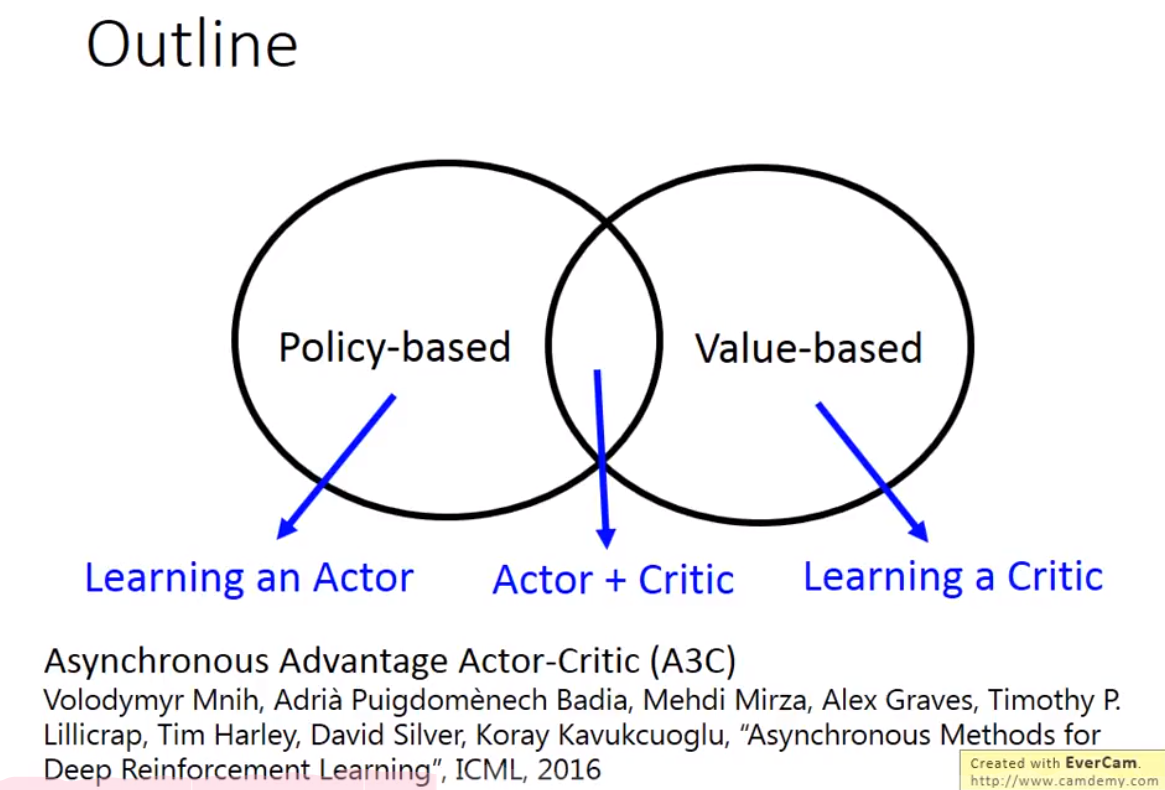 Outline
Policy-based
Value-based
Learning an Actor
Actor + Critic
Learning a Critic
Asynchronous Advantage Actor-Critic (A3C)
Volodymyr Mnih, Adrià Puigdomènech Badia, Mehdi Mirza, Alex Graves, Timothy P.
Lillicrap, Tim Harley, David Silver, Koray Kavukcuoglu, “Asynchronous Methods for
Deep Reinforcement Learning”, ICML, 2016
Created with EverCam.
http://www.camdemy.com